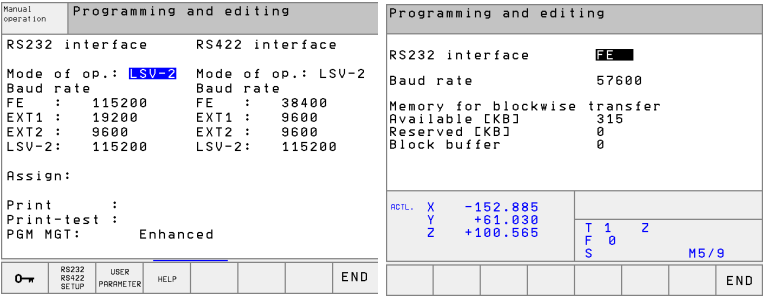 Manual
operation
Programming and editing
RS232 interface RS422 interface
Mode of op.: LSV-2 Mode of op.: LSV-2
Baud rate Baud rate
FE : 115200 FE : 38400
EXT1 : 19200 EXT1 : 9600
EXT2 : 9600 EXT2 : 9600
LSV-2: 115200 LSV-2: 115200
Assign:
Print :
Print-test :
PGM MGT: Enhanced
RS232
RS422
SETUP
USER
PARAMETER
HELP
END
Programming and editing
RS232 interface FE
Baud rate 57600
Memory for blockwise transfer
Available [KB] 315
Reserved [KB] 0
Block buffer 0
ACTL. X -152.885
Y +61.030
Z +100.565
T 1 Z
F 0
S M5/9
END